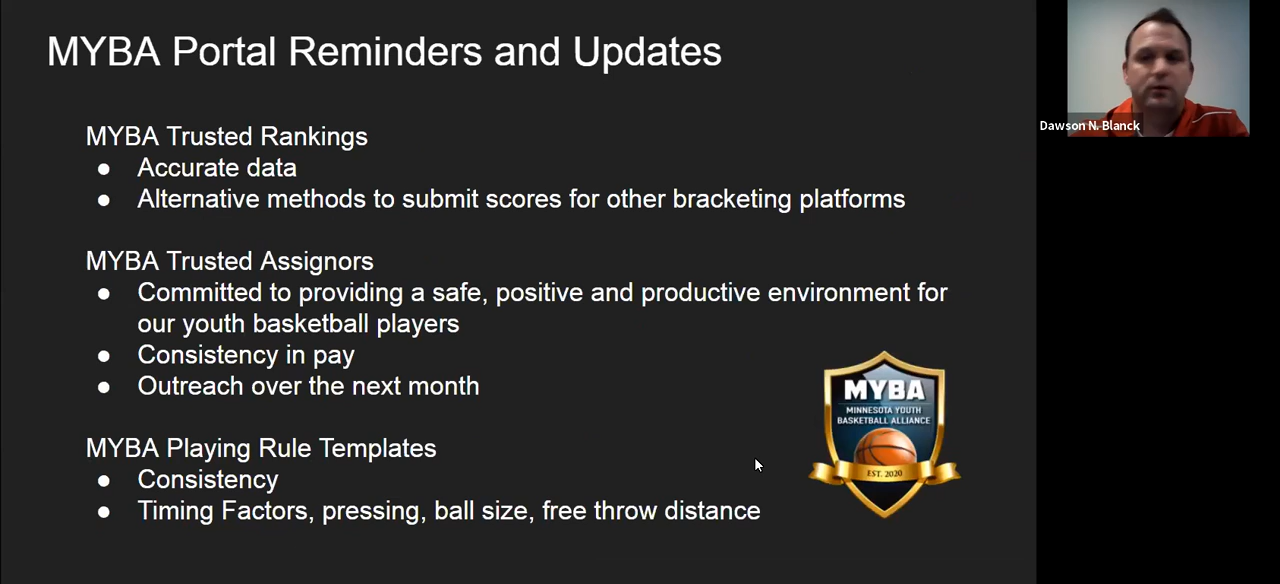 MYBA Portal Reminders and Updates
Dawson N. Blanck
MYBA Trusted Rankings
● Accurate data
● Alternative methods to submit scores for other bracketing platforms
MYBA Trusted Assignors
● Committed to providing a safe, positive and productive environment for
our youth basketball players
● Consistency in pay
● Outreach over the next month
MYBA Playing Rule Templates
● Consistency
● Timing Factors, pressing, ball size, free throw distance
MYBA
MINNESOTA YOUTH
BASKETBALL ALLIANCE
EST. 2020